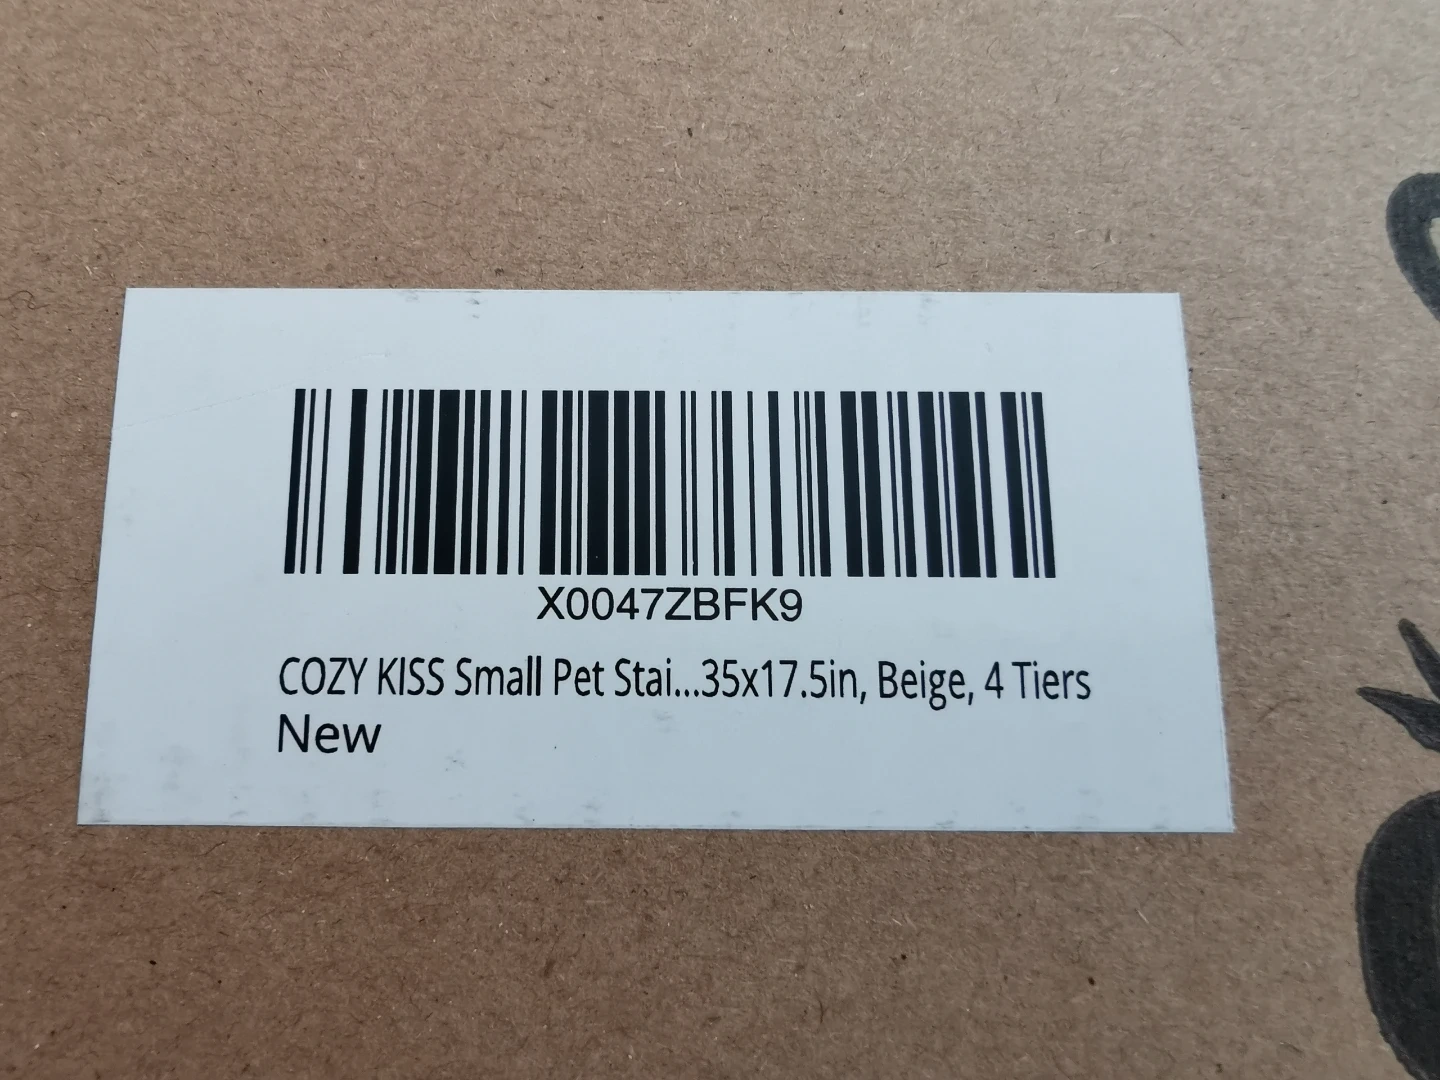 X0047ZBFK9
COZY KISS Small Pet Stai...35x17.5in, Beige, 4 Tiers
New